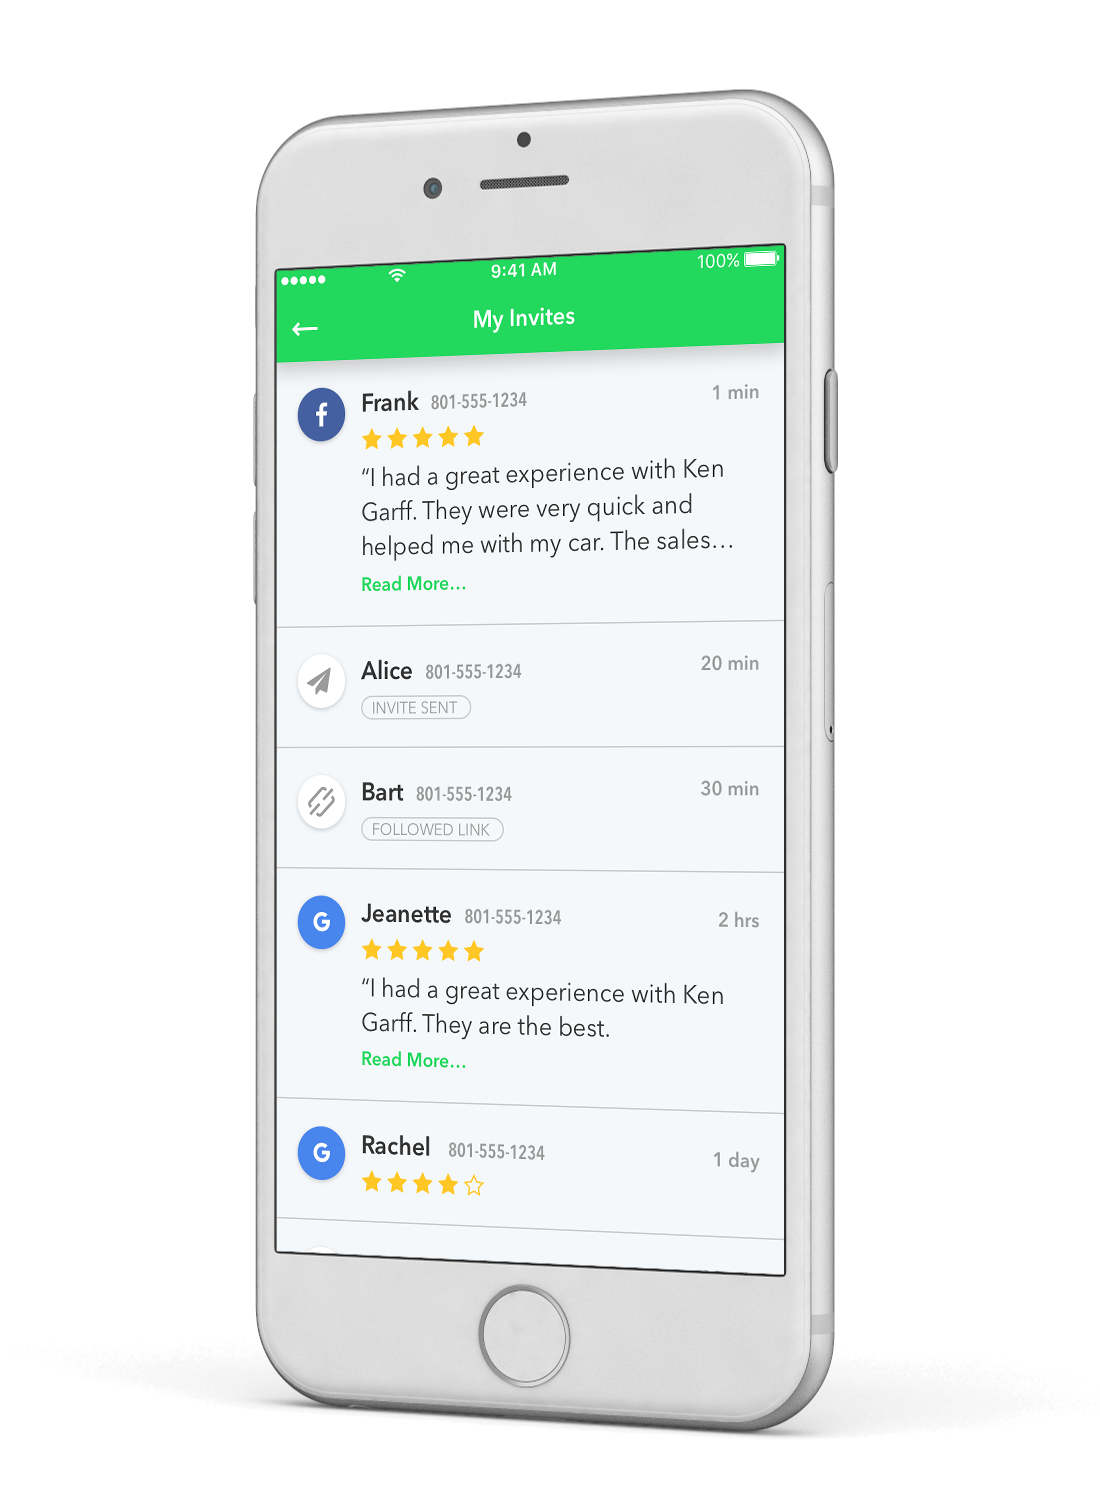 9:41 AM
100%
My Invites
f
Frank 801-555-1234
1 min
“I had a great experience with Ken
Garff. They were very quick and
helped me with my car. The sales...
Read More...
Alice 801-555-1234
20 min
INVITE SENT
Bart 801-555-1234
30 min
FOLLOWED LINK
G
Jeanette 801-555-1234
2 hrs
“I had a great experience with Ken
Garff. They are the best.
Read More...
G
Rachel 801-555-1234
1 day